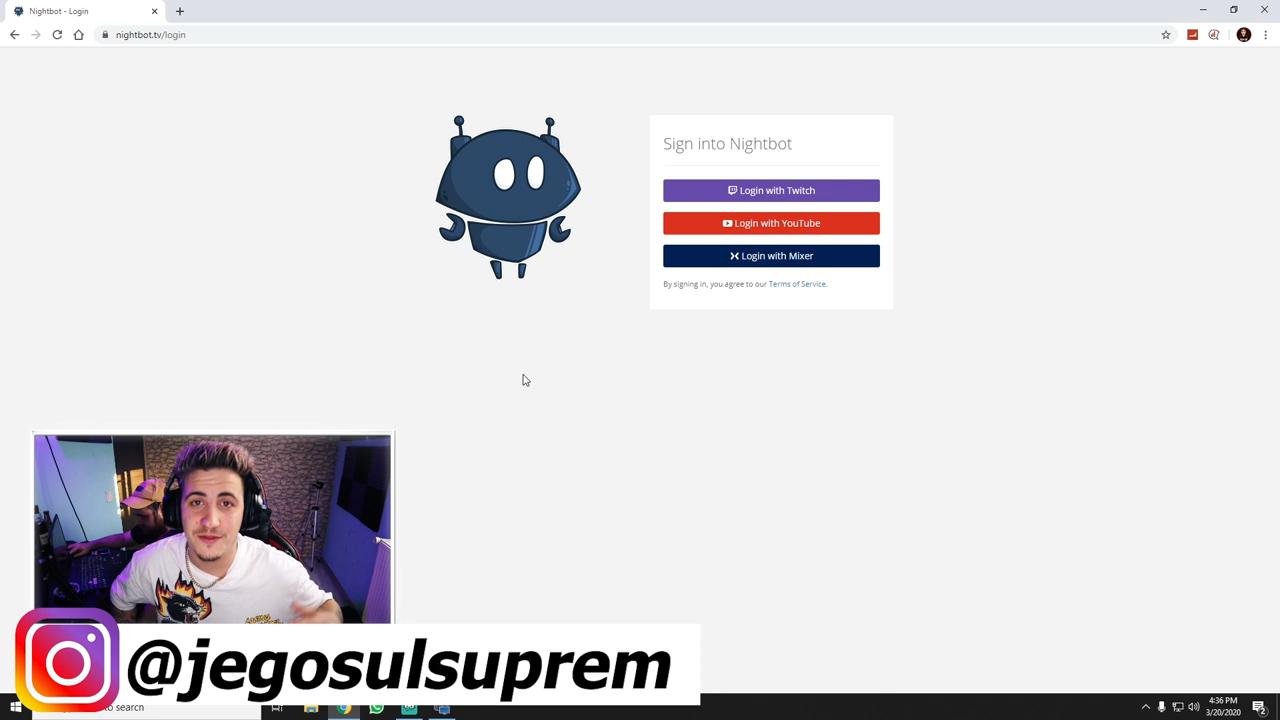 Nightbot - Login
nightbot.tv/login
Sign into Nightbot
Login with Twitch
Login with YouTube
Login with Mixer
By signing in, you agree to our Terms of Service.
@jegosulsuprem
to search
4:36 PM
3/20/2020
2